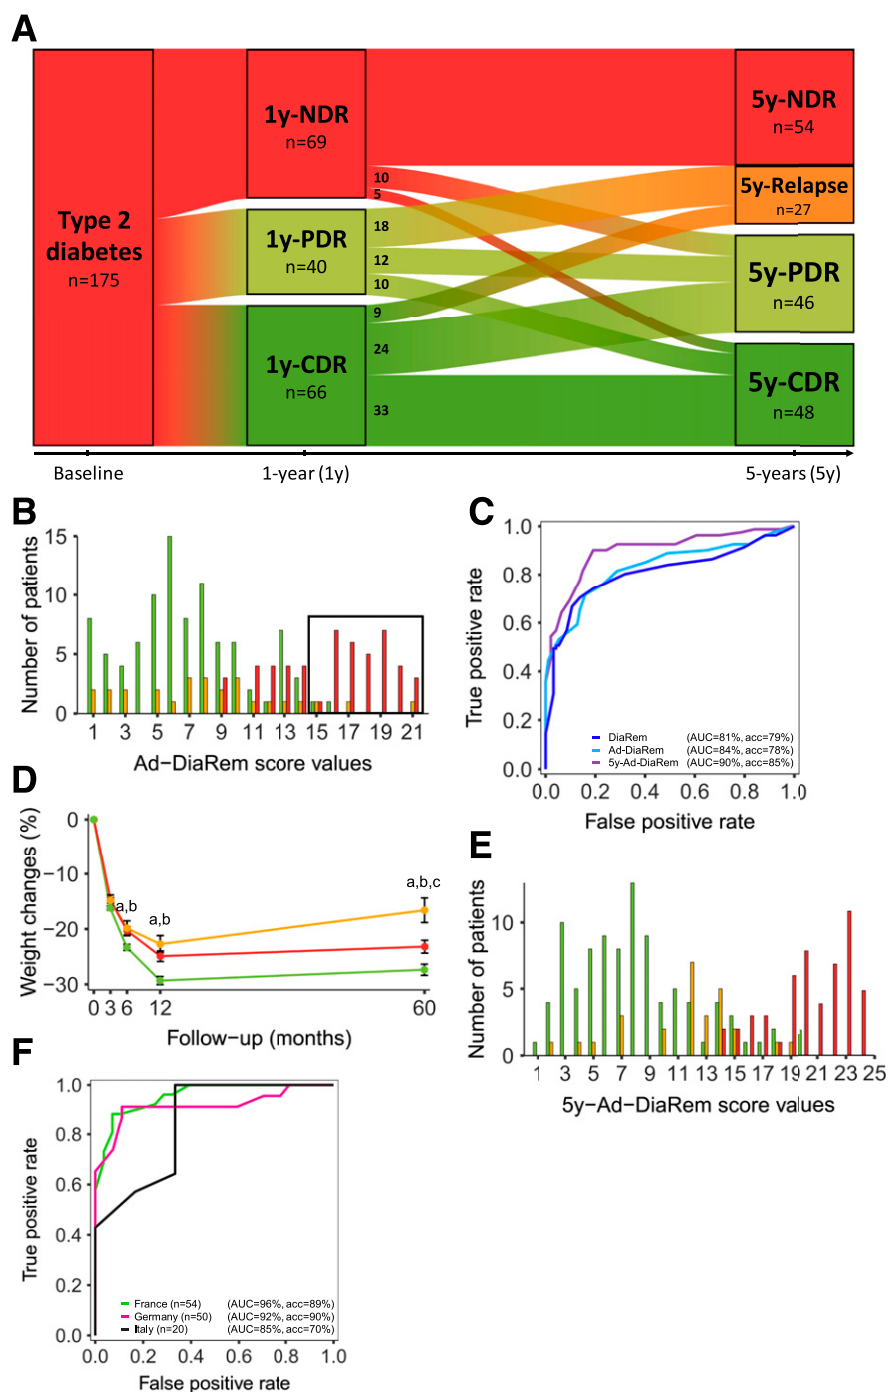 A
1y-NDR
n=69
5y-NDR
n=54
10
5
5y-Relapse
n=27
Type 2
diabetes
n=175
1y-PDR
n=40
18
12
10
5y-PDR
n=46
9
24
1y-CDR
n=66
33
5y-CDR
n=48
Baseline
1-year (1y)
5-years (5y)
B
Number of patients
15
10
5
0
1 3 5 7 9 11 13 15 17 19 21
Ad−DiaRem score values
C
True positive rate
1.0
0.8
0.6
0.4
0.2
0.0
DiaRem (AUC=81%, acc=79%)
Ad-DiaRem (AUC=84%, acc=78%)
5y-Ad-DiaRem (AUC=90%, acc=85%)
0.0 0.2 0.4 0.6 0.8 1.0
False positive rate
D
Weight changes (%)
0
−10
−20
−30
a,b
a,b
a,b,c
0 3 6 12 60
Follow−up (months)
E
Number of patients
10
5
0
1 3 5 7 9 11 13 15 17 19 21 23 25
5y−Ad−DiaRem score values
F
True positive rate
1.0
0.8
0.6
0.4
0.2
0.0
France (n=54) (AUC=96%, acc=89%)
Germany (n=50) (AUC=92%, acc=90%)
Italy (n=20) (AUC=85%, acc=70%)
0.0 0.2 0.4 0.6 0.8 1.0
False positive rate